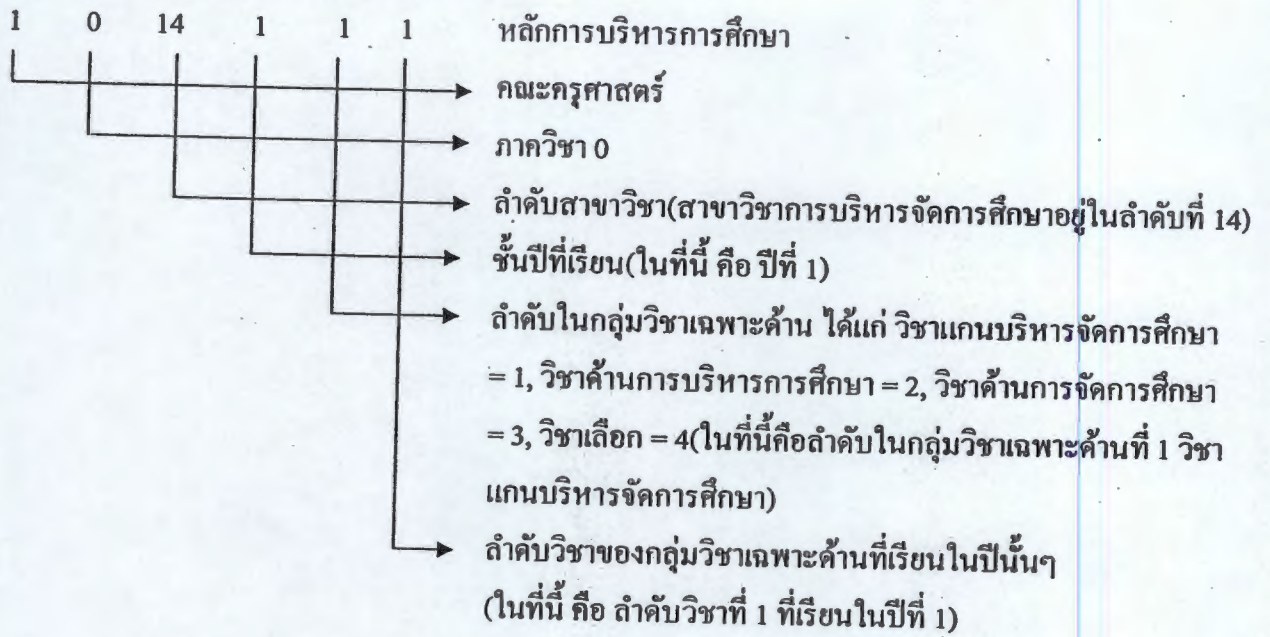 1 0 14 1 1 1 หลักการบริหารการศึกษา
คณะครุศาสตร์
ภาควิชา 0
ลำดับสาขาวิชา(สาขาวิชาการบริหารจัดการศึกษาอยู่ในลำดับที่ 14)
ชั้นปีที่เรียน(ในที่นี้ คือ ปีที่ 1)
ลำดับในกลุ่มวิชาเฉพาะด้าน ได้แก่ วิชาแกนบริหารจัดการศึกษา
= 1, วิชาด้านการบริหารการศึกษา = 2, วิชาด้านการจัดการศึกษา
= 3, วิชาเลือก = 4(ในที่นี้คือลำดับในกลุ่มวิชาเฉพาะด้านที่ 1 วิชา
แกนบริหารจัดการศึกษา)
ลำดับวิชาของกลุ่มวิชาเฉพาะด้านที่เรียนในปีนั้นๆ
(ในที่นี้ คือ ลำดับวิชาที่ 1 ที่เรียนในปีที่ 1)